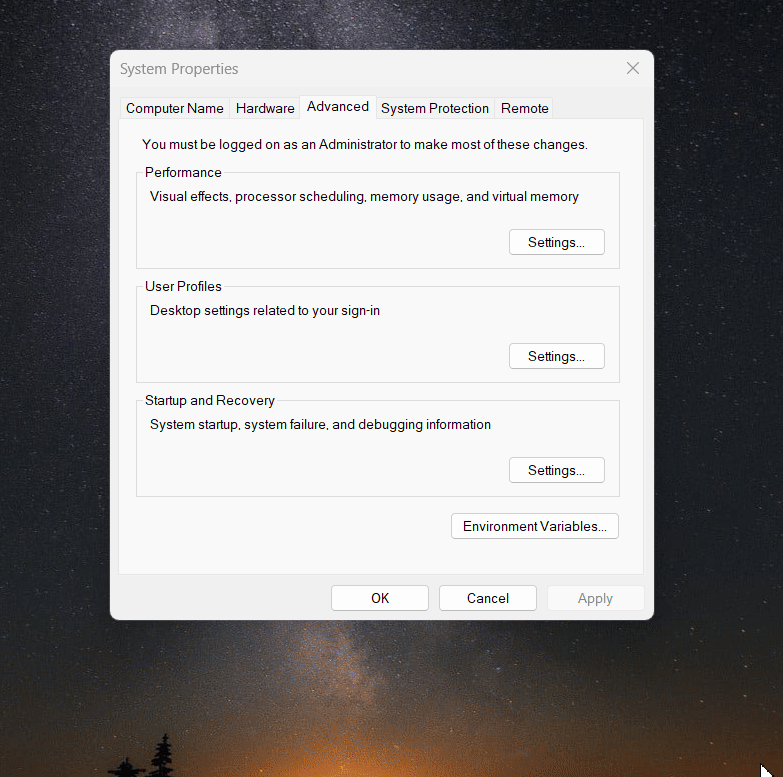 System Properties
Computer Name Hardware Advanced System Protection Remote
You must be logged on as an Administrator to make most of these changes.
Performance
Visual effects, processor scheduling, memory usage, and virtual memory
Settings...
User Profiles
Desktop settings related to your sign-in
Settings...
Startup and Recovery
System startup, system failure, and debugging information
Settings...
Environment Variables...
OK Cancel Apply